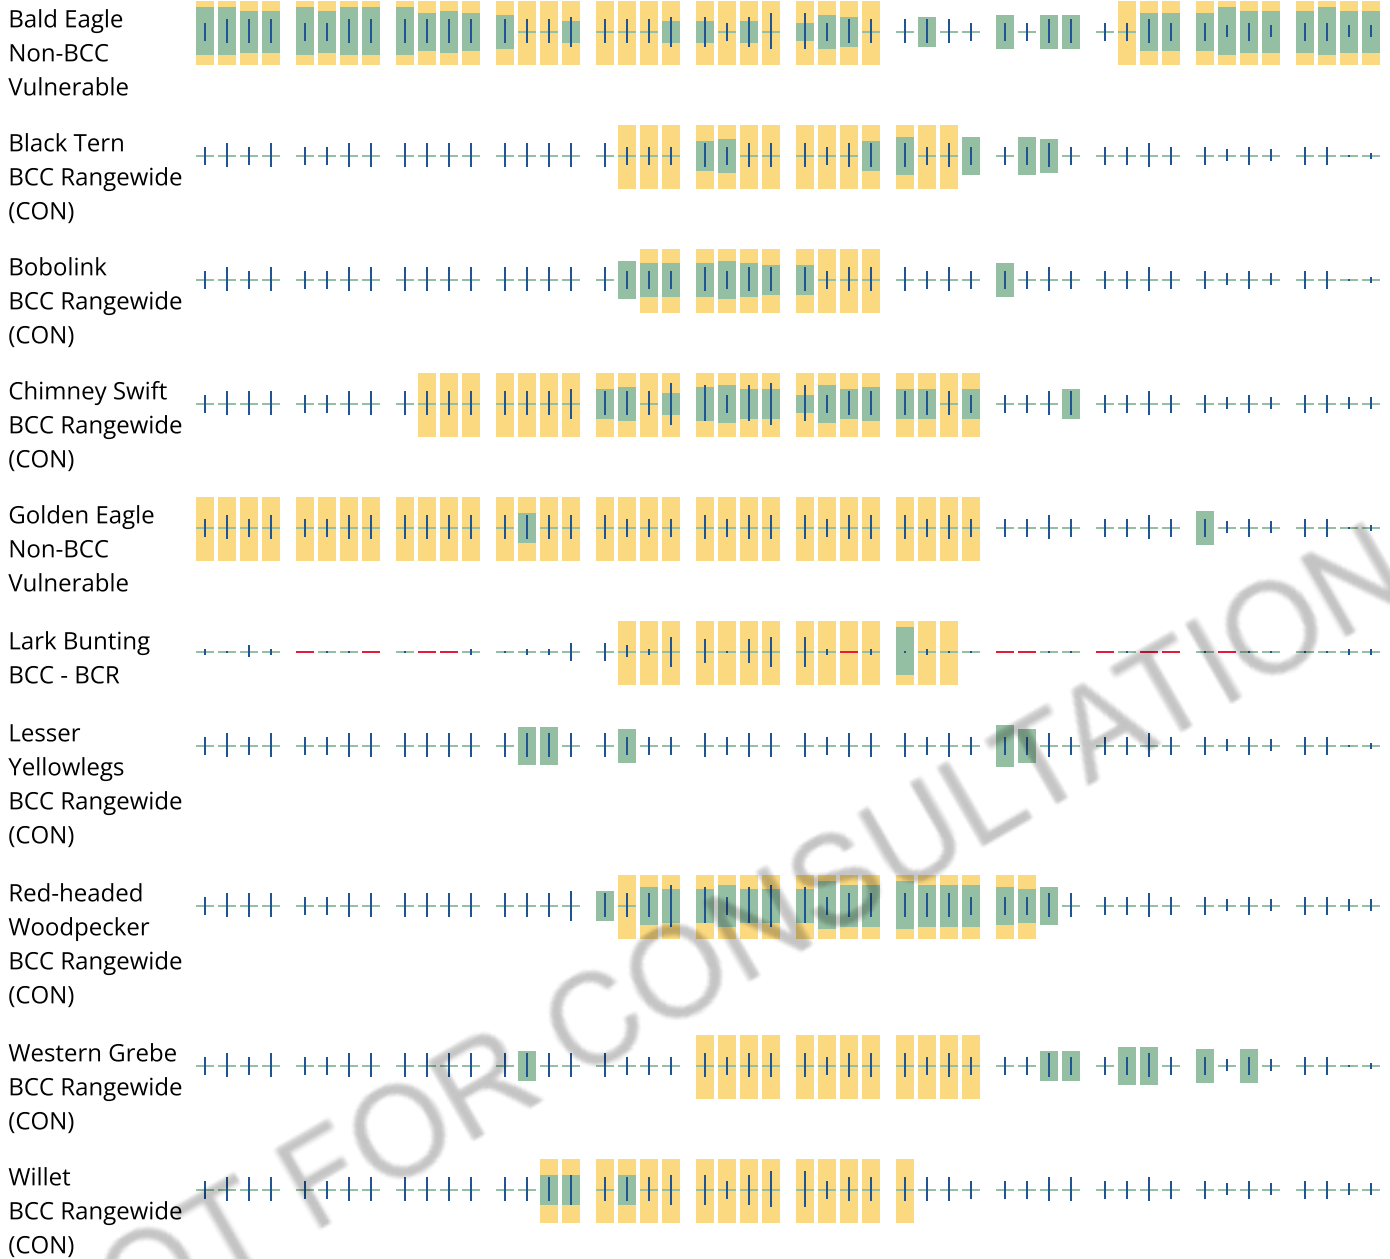 Bald Eagle
Non-BCC
Vulnerable
Black Tern
BCC Rangewide
(CON)
Bobolink
BCC Rangewide
(CON)
Chimney Swift
BCC Rangewide
(CON)
Golden Eagle
Non-BCC
Vulnerable
Lark Bunting
BCC - BCR
Lesser
Yellowlegs
BCC Rangewide
(CON)
Red-headed
Woodpecker
BCC Rangewide
(CON)
Western Grebe
BCC Rangewide
(CON)
Willet
BCC Rangewide
(CON)
OT FOR CONSULTATION